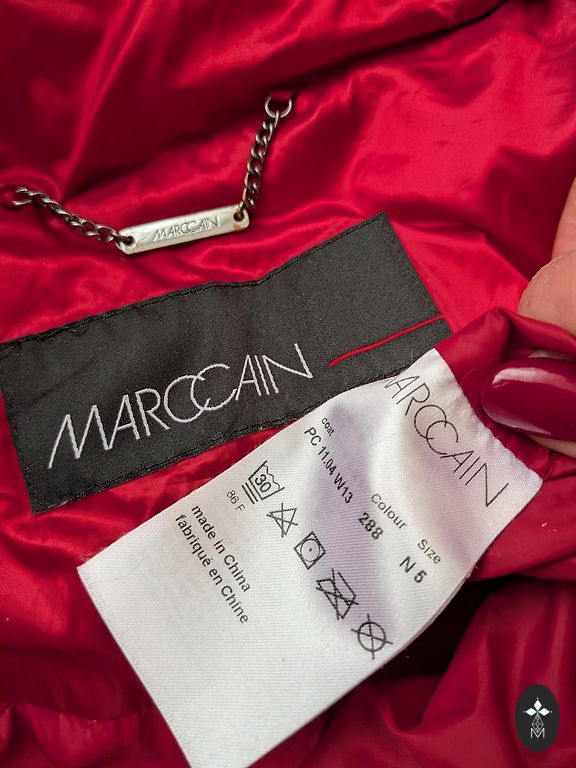 MARCCAIN
MARCCAIN
MARCCAIN
coat
PC 11.04 W13
Colour Size
288 N 5
30
86 F
made in China
fabriqué en Chine
M